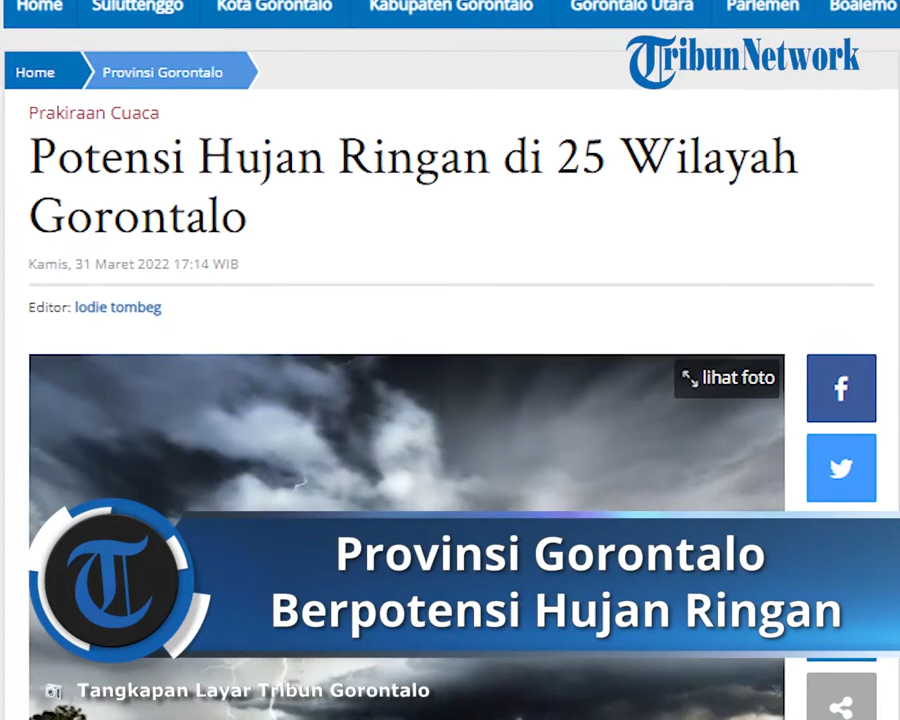 Home Suluttenggo Kota Gorontalo Kabupaten Gorontalo Gorontalo Utara Parlemen Boalemo
TribunNetwork
Home Provinsi Gorontalo
Prakiraan Cuaca
Potensi Hujan Ringan di 25 Wilayah
Gorontalo
Kamis, 31 Maret 2022 17:14 WIB
Editor: lodie tombeg
lihat foto
f
T
Provinsi Gorontalo
Berpotensi Hujan Ringan
Tangkapan Layar Tribun Gorontalo